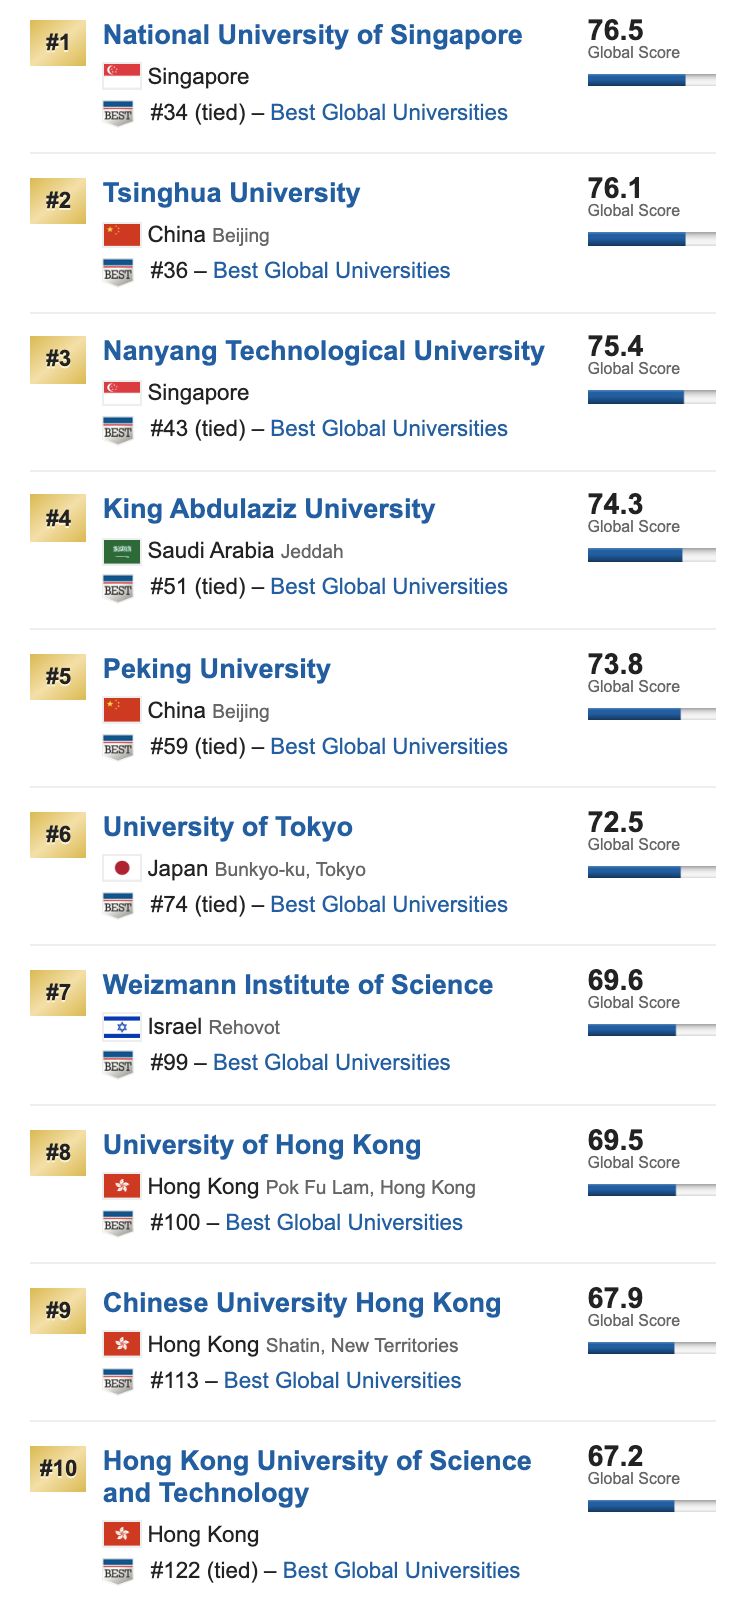 #1 National University of Singapore 76.5
Global Score
Singapore
BEST #34 (tied) – Best Global Universities
#2 Tsinghua University 76.1
Global Score
China Beijing
BEST #36 – Best Global Universities
#3 Nanyang Technological University 75.4
Global Score
Singapore
BEST #43 (tied) – Best Global Universities
#4 King Abdulaziz University 74.3
Global Score
Saudi Arabia Jeddah
BEST #51 (tied) – Best Global Universities
#5 Peking University 73.8
Global Score
China Beijing
BEST #59 (tied) – Best Global Universities
#6 University of Tokyo 72.5
Global Score
Japan Bunkyo-ku, Tokyo
BEST #74 (tied) – Best Global Universities
#7 Weizmann Institute of Science 69.6
Global Score
Israel Rehovot
BEST #99 – Best Global Universities
#8 University of Hong Kong 69.5
Global Score
Hong Kong Pok Fu Lam, Hong Kong
BEST #100 – Best Global Universities
#9 Chinese University Hong Kong 67.9
Global Score
Hong Kong Shatin, New Territories
BEST #113 – Best Global Universities
#10 Hong Kong University of Science 67.2
and Technology Global Score
Hong Kong
BEST #122 (tied) – Best Global Universities